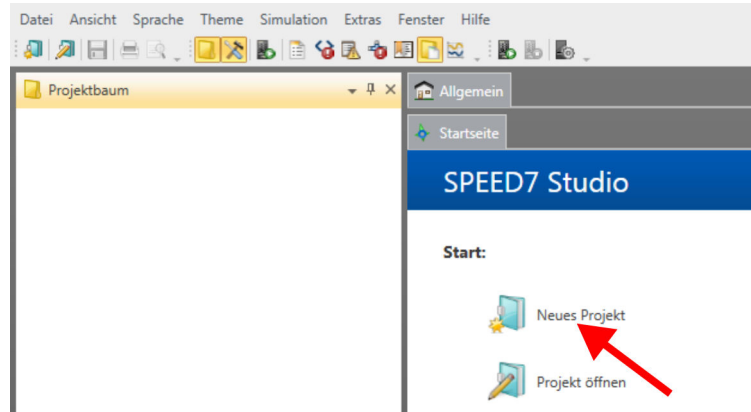 Datei Ansicht Sprache Theme Simulation Extras Fenster Hilfe
Projektbaum
Allgemein
Startseite
SPEED7 Studio
Start:
Neues Projekt
Projekt öffnen